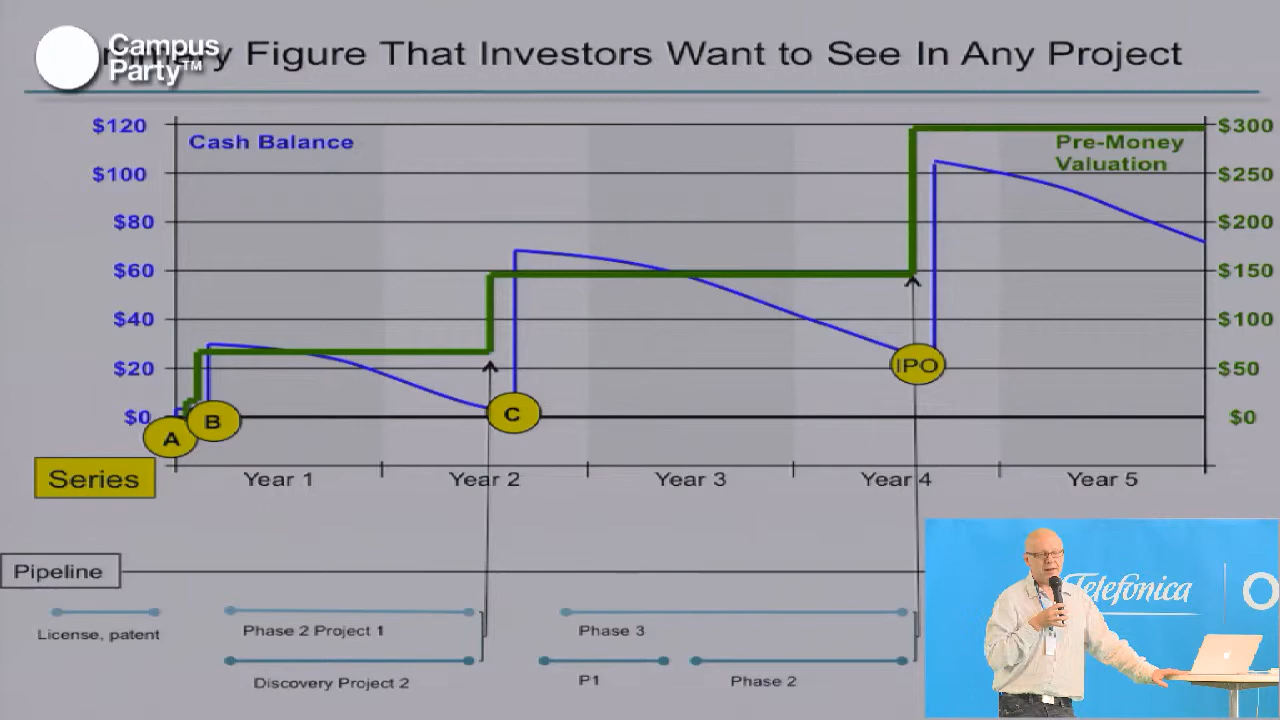 Campus
Party™
Figure That Investors Want to See In Any Project
$120
$100
$80
$60
$40
$20
$0
Cash Balance
Pre-Money
Valuation
$300
$250
$200
$150
$100
$50
$0
A
B
C
IPO
Series
Year 1
Year 2
Year 3
Year 4
Year 5
Pipeline
License, patent
Phase 2 Project 1
Discovery Project 2
Phase 3
P1
Phase 2
Telefónica
O